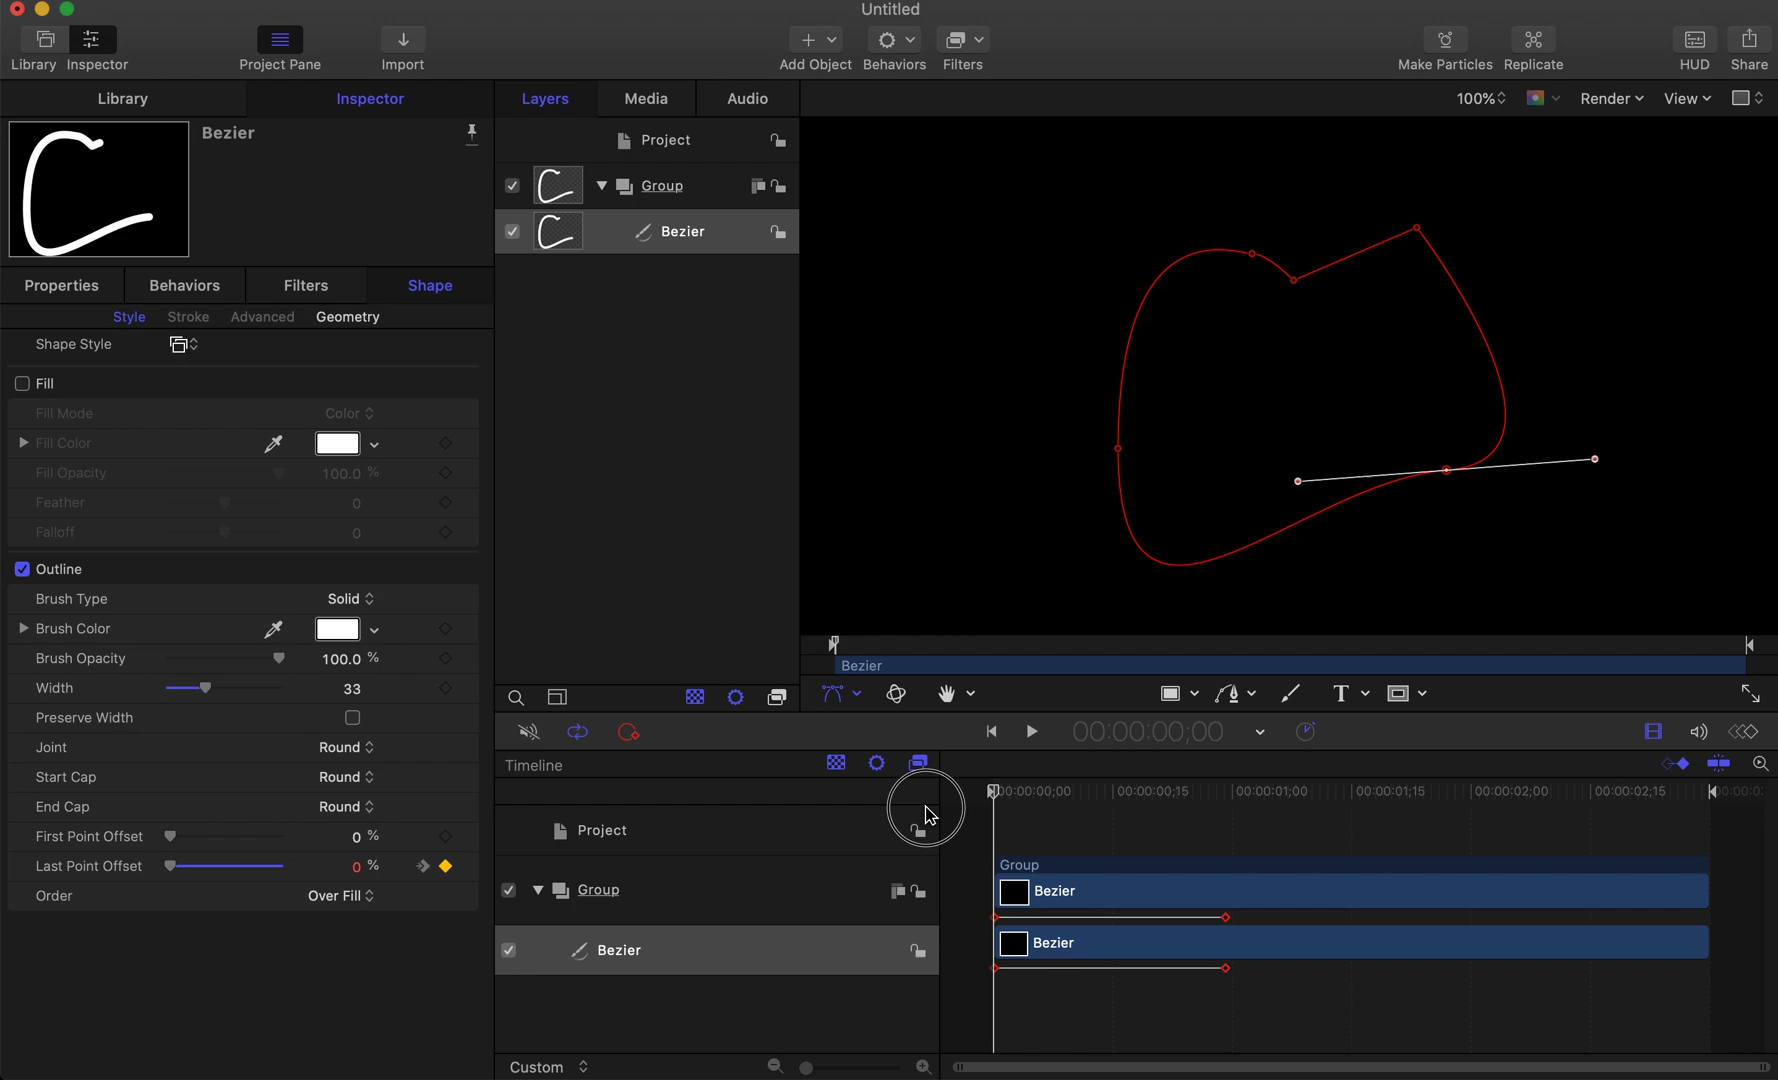 Untitled
Library Inspector Project Pane Import Add Object Behaviors Filters Make Particles Replicate HUD Share
Library Inspector Layers Media Audio 100% Render View
Bezier
Project
Group
Bezier
Properties Behaviors Filters Shape
Style Stroke Advanced Geometry
Shape Style
Fill
Fill Mode Color
Fill Color
Fill Opacity 100.0 %
Feather 0
Falloff 0
Outline
Brush Type Solid
Brush Color
Brush Opacity 100.0 %
Width 33
Preserve Width
Joint Round
Start Cap Round
End Cap Round
First Point Offset 0 %
Last Point Offset 0 %
Order Over Fill
Bezier
T
00:00:00;00
Timeline
00:00:00;00 00:00:00;15 00:00:01;00 00:00:01;15 00:00:02;00 00:00:02;15 00:00:0
Project
Group
Group
Bezier
Bezier
Bezier
Custom